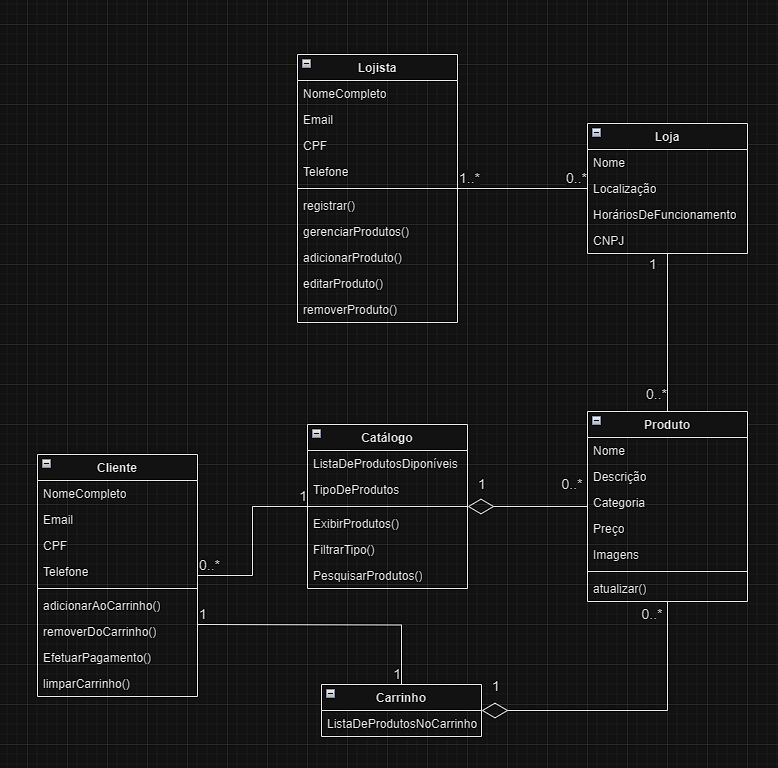 Lojista
NomeCompleto
Email
CPF
Telefone
registrar()
gerenciarProdutos()
adicionarProduto()
editarProduto()
removerProduto()
1..*
0..*
Loja
Nome
Localização
HoráriosDeFuncionamento
CNPJ
1
0..*
Produto
Nome
Descrição
Categoria
Preço
Imagens
atualizar()
0..*
Catálogo
ListaDeProdutosDiponíveis
TipoDeProdutos
ExibirProdutos()
FiltrarTipo()
PesquisarProdutos()
1
0..*
1
Cliente
NomeCompleto
Email
CPF
Telefone
adicionarAoCarrinho()
removerDoCarrinho()
EfetuarPagamento()
limparCarrinho()
0..*
1
1
Carrinho
ListaDeProdutosNoCarrinho
1